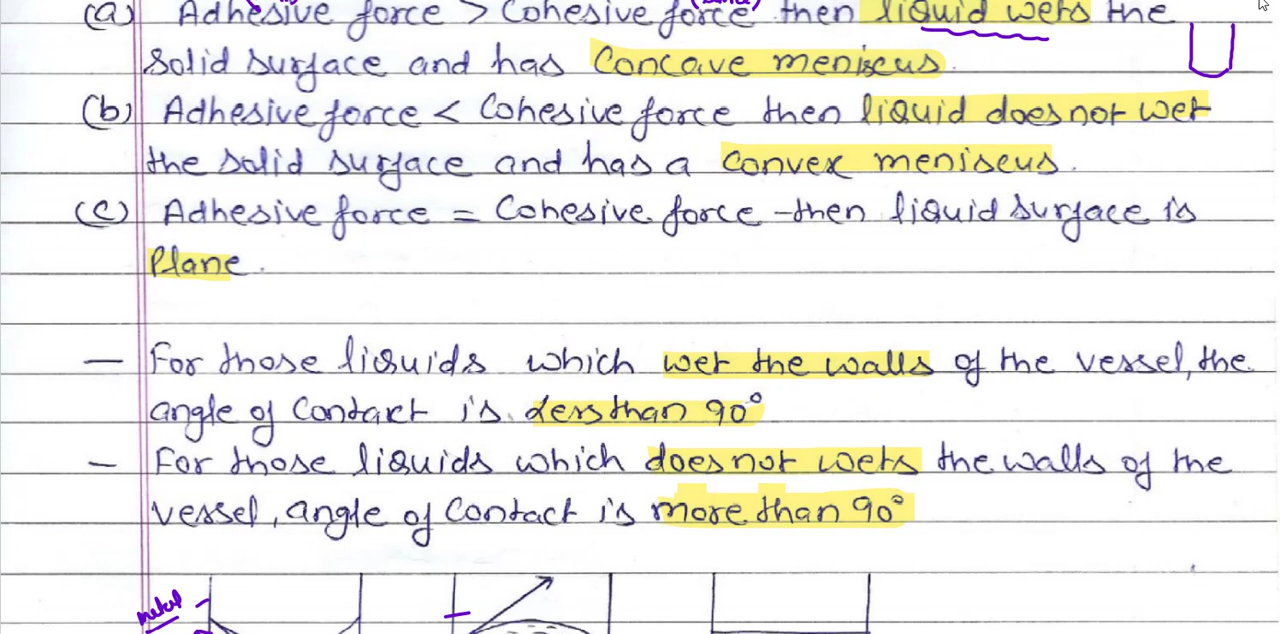 (a) Adhesive force > Cohesive force then liquid wets the
Solid surface and has Concave meniscus.
(b) Adhesive force < Cohesive force then liquid does not wet
the solid surface and has a convex meniscus.
(c) Adhesive force = Cohesive force then liquid surface is
Plane.
– For those liquids which wet the walls of the vessel, the
angle of Contact is less than 90°
– For those liquids which does not wets the walls of the
vessel, angle of Contact is more than 90°